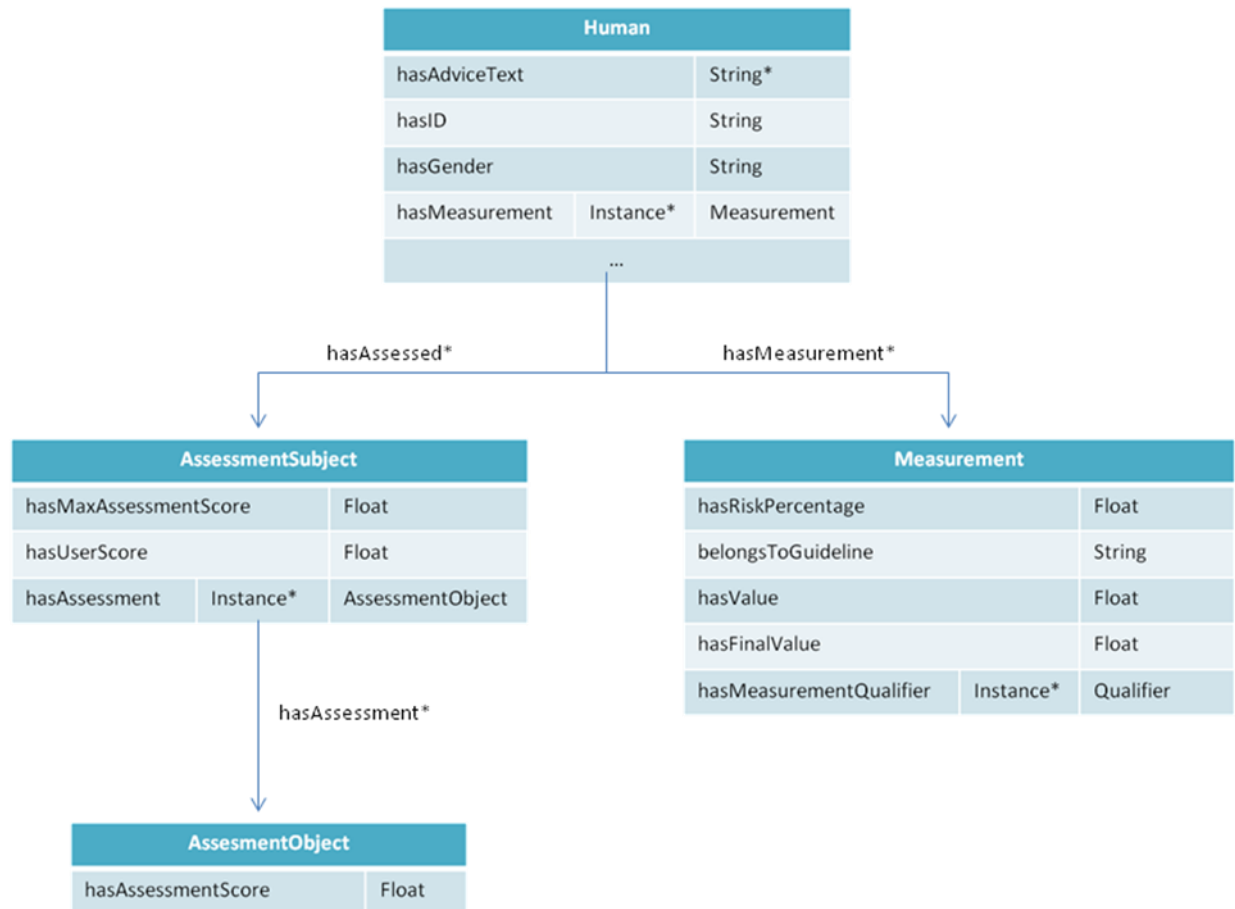 Human
hasAdviceText String*
hasID String
hasGender String
hasMeasurement Instance* Measurement
...
hasAssessed* hasMeasurement*
AssessmentSubject
hasMaxAssessmentScore Float
hasUserScore Float
hasAssessment Instance* AssessmentObject
Measurement
hasRiskPercentage Float
belongsToGuideline String
hasValue Float
hasFinalValue Float
hasMeasurementQualifier Instance* Qualifier
hasAssessment*
AssesmentObject
hasAssessmentScore Float